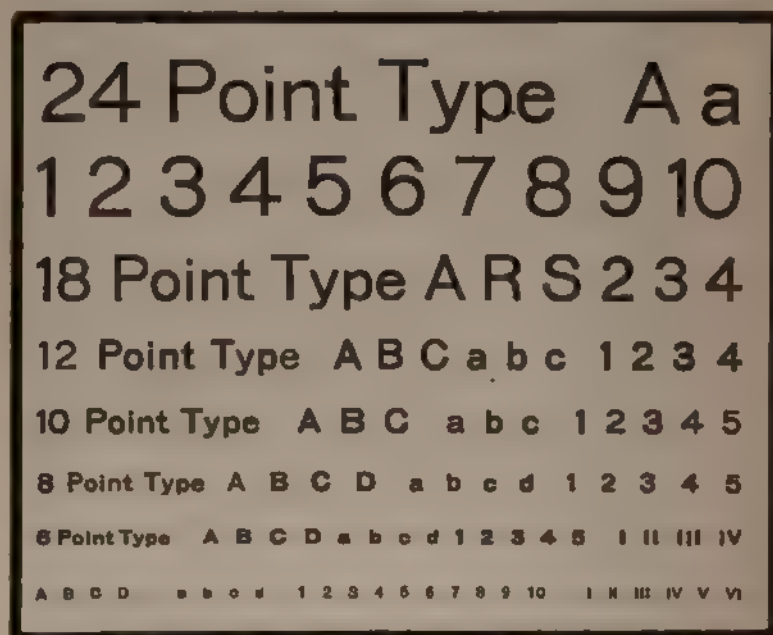 24 Point Type A a
1 2 3 4 5 6 7 8 9 10
18 Point Type A R S 2 3 4
12 Point Type A B C a b c 1 2 3 4
10 Point Type A B C a b c 1 2 3 4 5
8 Point Type A B C D a b c d 1 2 3 4 5
6 Point Type A B C D a b c d 1 2 3 4 5 I II III IV
A B C D a b c d 1 2 3 4 5 6 7 8 9 10 I II III IV V VI